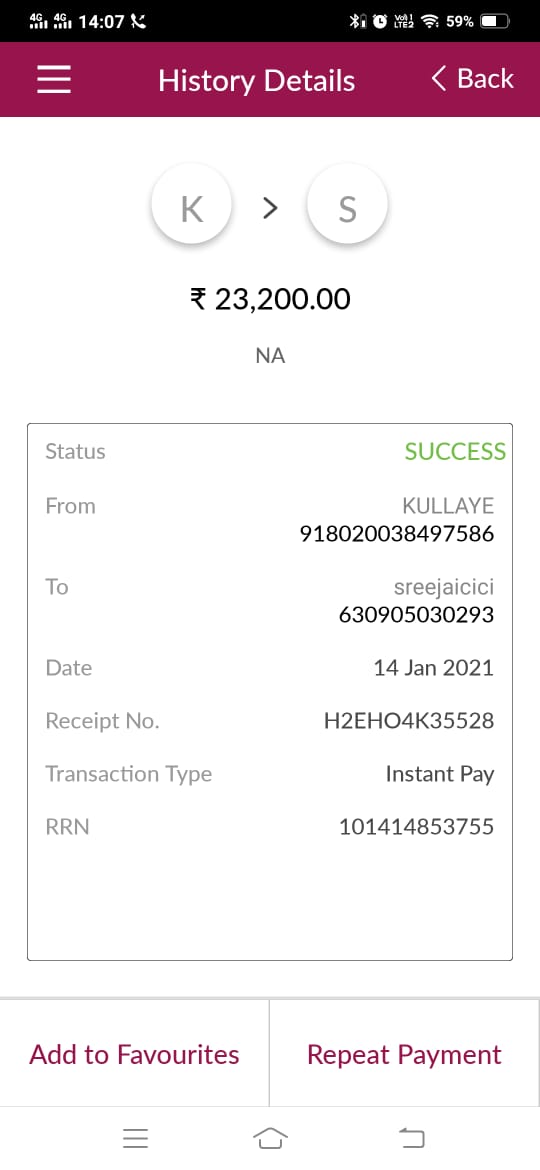 4G 4G 14:07 VoI) LTE2 59%
History Details
Back
K > S
₹ 23,200.00
NA
Status SUCCESS
From KULLAYE
918020038497586
To sreejaicici
630905030293
Date 14 Jan 2021
Receipt No. H2EHO4K35528
Transaction Type Instant Pay
RRN 101414853755
Add to Favourites Repeat Payment